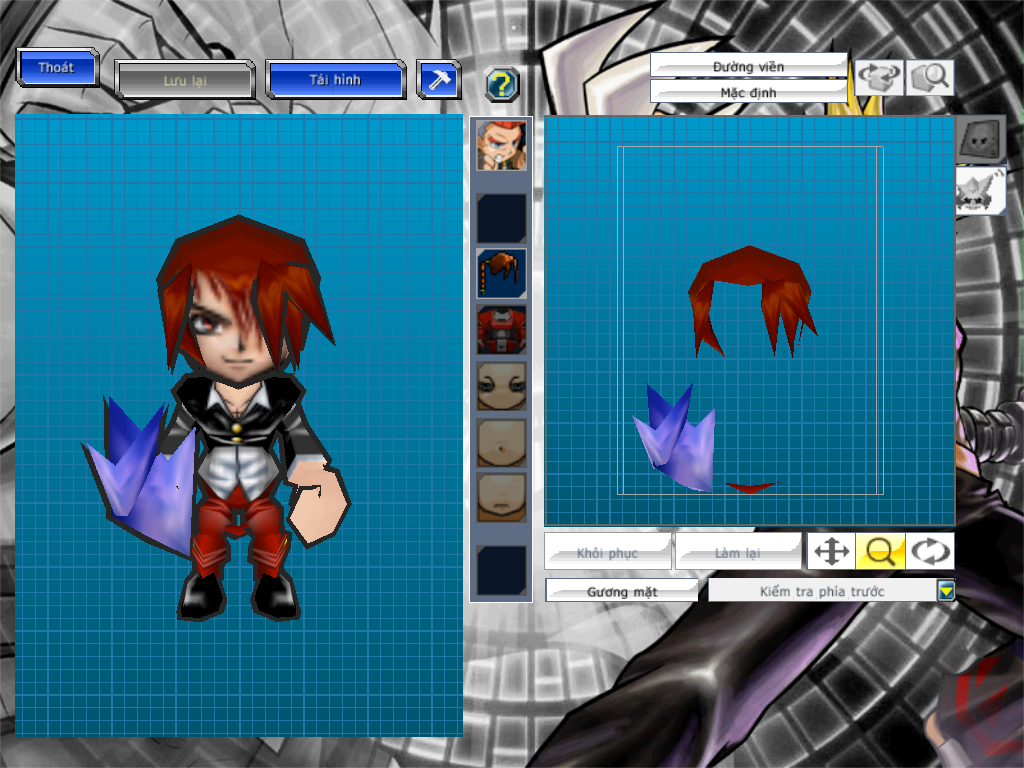 Thoát
Lưu lại
Tải hình
?
Đường viền
Mặc định
Khôi phục
Làm lại
Gương mặt
Kiểm tra phía trước